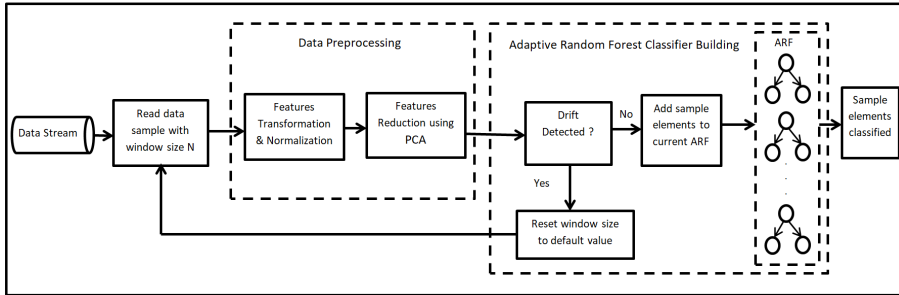 Data Preprocessing
Adaptive Random Forest Classifier Building
ARF
Data Stream
Read data
sample with
window size N
Features
Transformation
& Normalization
Features
Reduction using
PCA
Drift
Detected ?
No
Add sample
elements to
current ARF
Sample
elements
classified
Yes
Reset window size
to default value